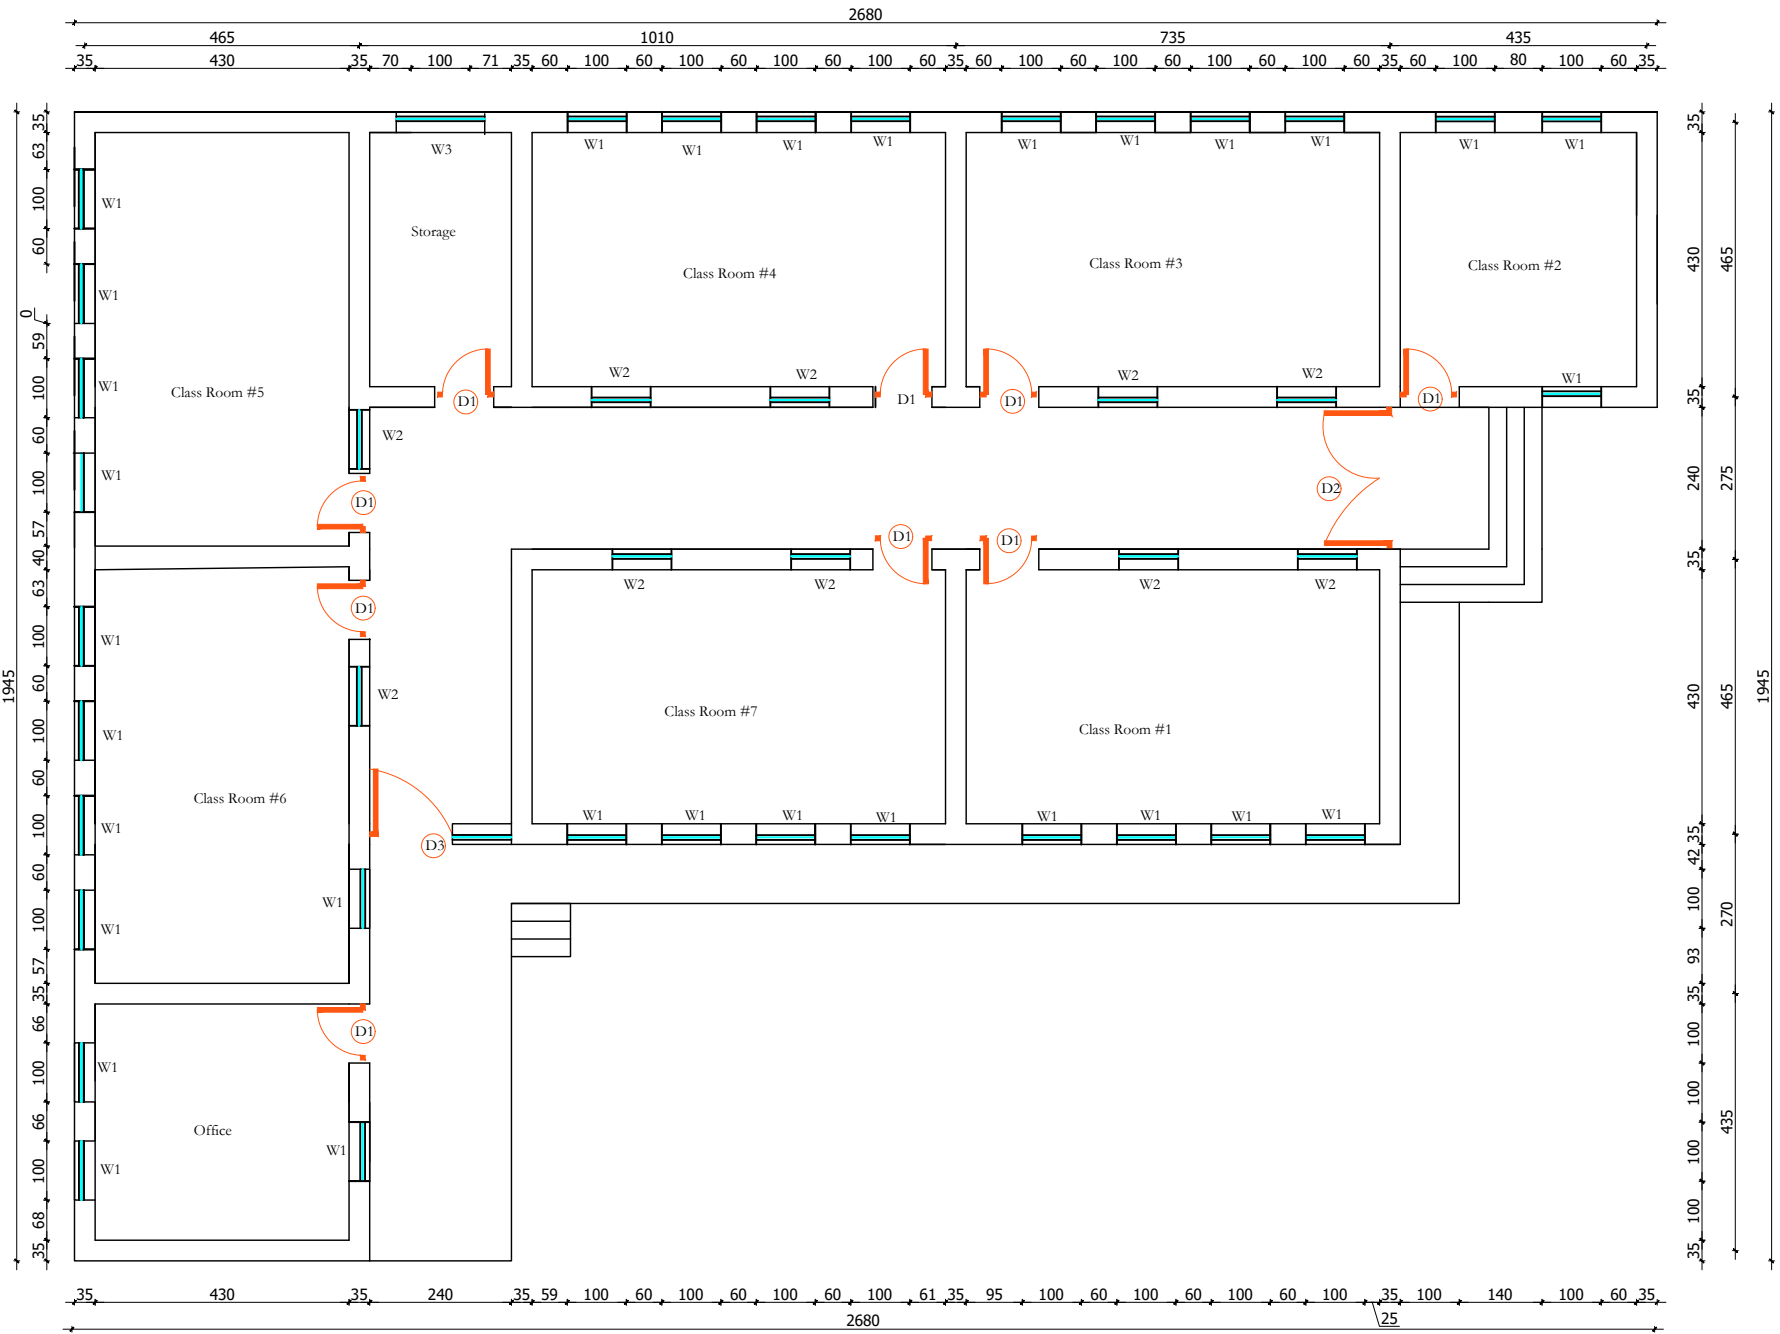 2680
465 1010 735 435
35 430 35 70 100 71 35 60 100 60 100 60 100 60 100 60 35 60 100 60 100 60 100 60 100 60 35 60 100 80 100 60 35
W3 W1 W1 W1 W1 W1 W1 W1 W1 W1 W1
W1
Storage
Class Room #4
Class Room #3
Class Room #2
W1
W1
Class Room #5
W2 W2 W2 W2 W1
D1 D1 D1 D1
W2
W1
D1
D2
D1 D1
D1
W2 W2 W2 W2
W1
W2
Class Room #7
Class Room #1
W1
Class Room #6
W1
W1 W1 W1 W1 W1 W1 W1 W1
D3
W1
W1
D1
W1
Office
W1
W1
35
63
100
60
0
59
100
60
100
57
40
63
100
60
100
60
100
60
100
57
35
66
100
66
100
68
35
1945
35
430
35
240
35
430
35
42
100
93
35
100
100
100
100
35
465
275
465
270
435
1945
35 430 35 240 35 59 100 60 100 60 100 60 100 61 35 95 100 60 100 60 100 60 100 35 100 140 100 60 35
25
2680